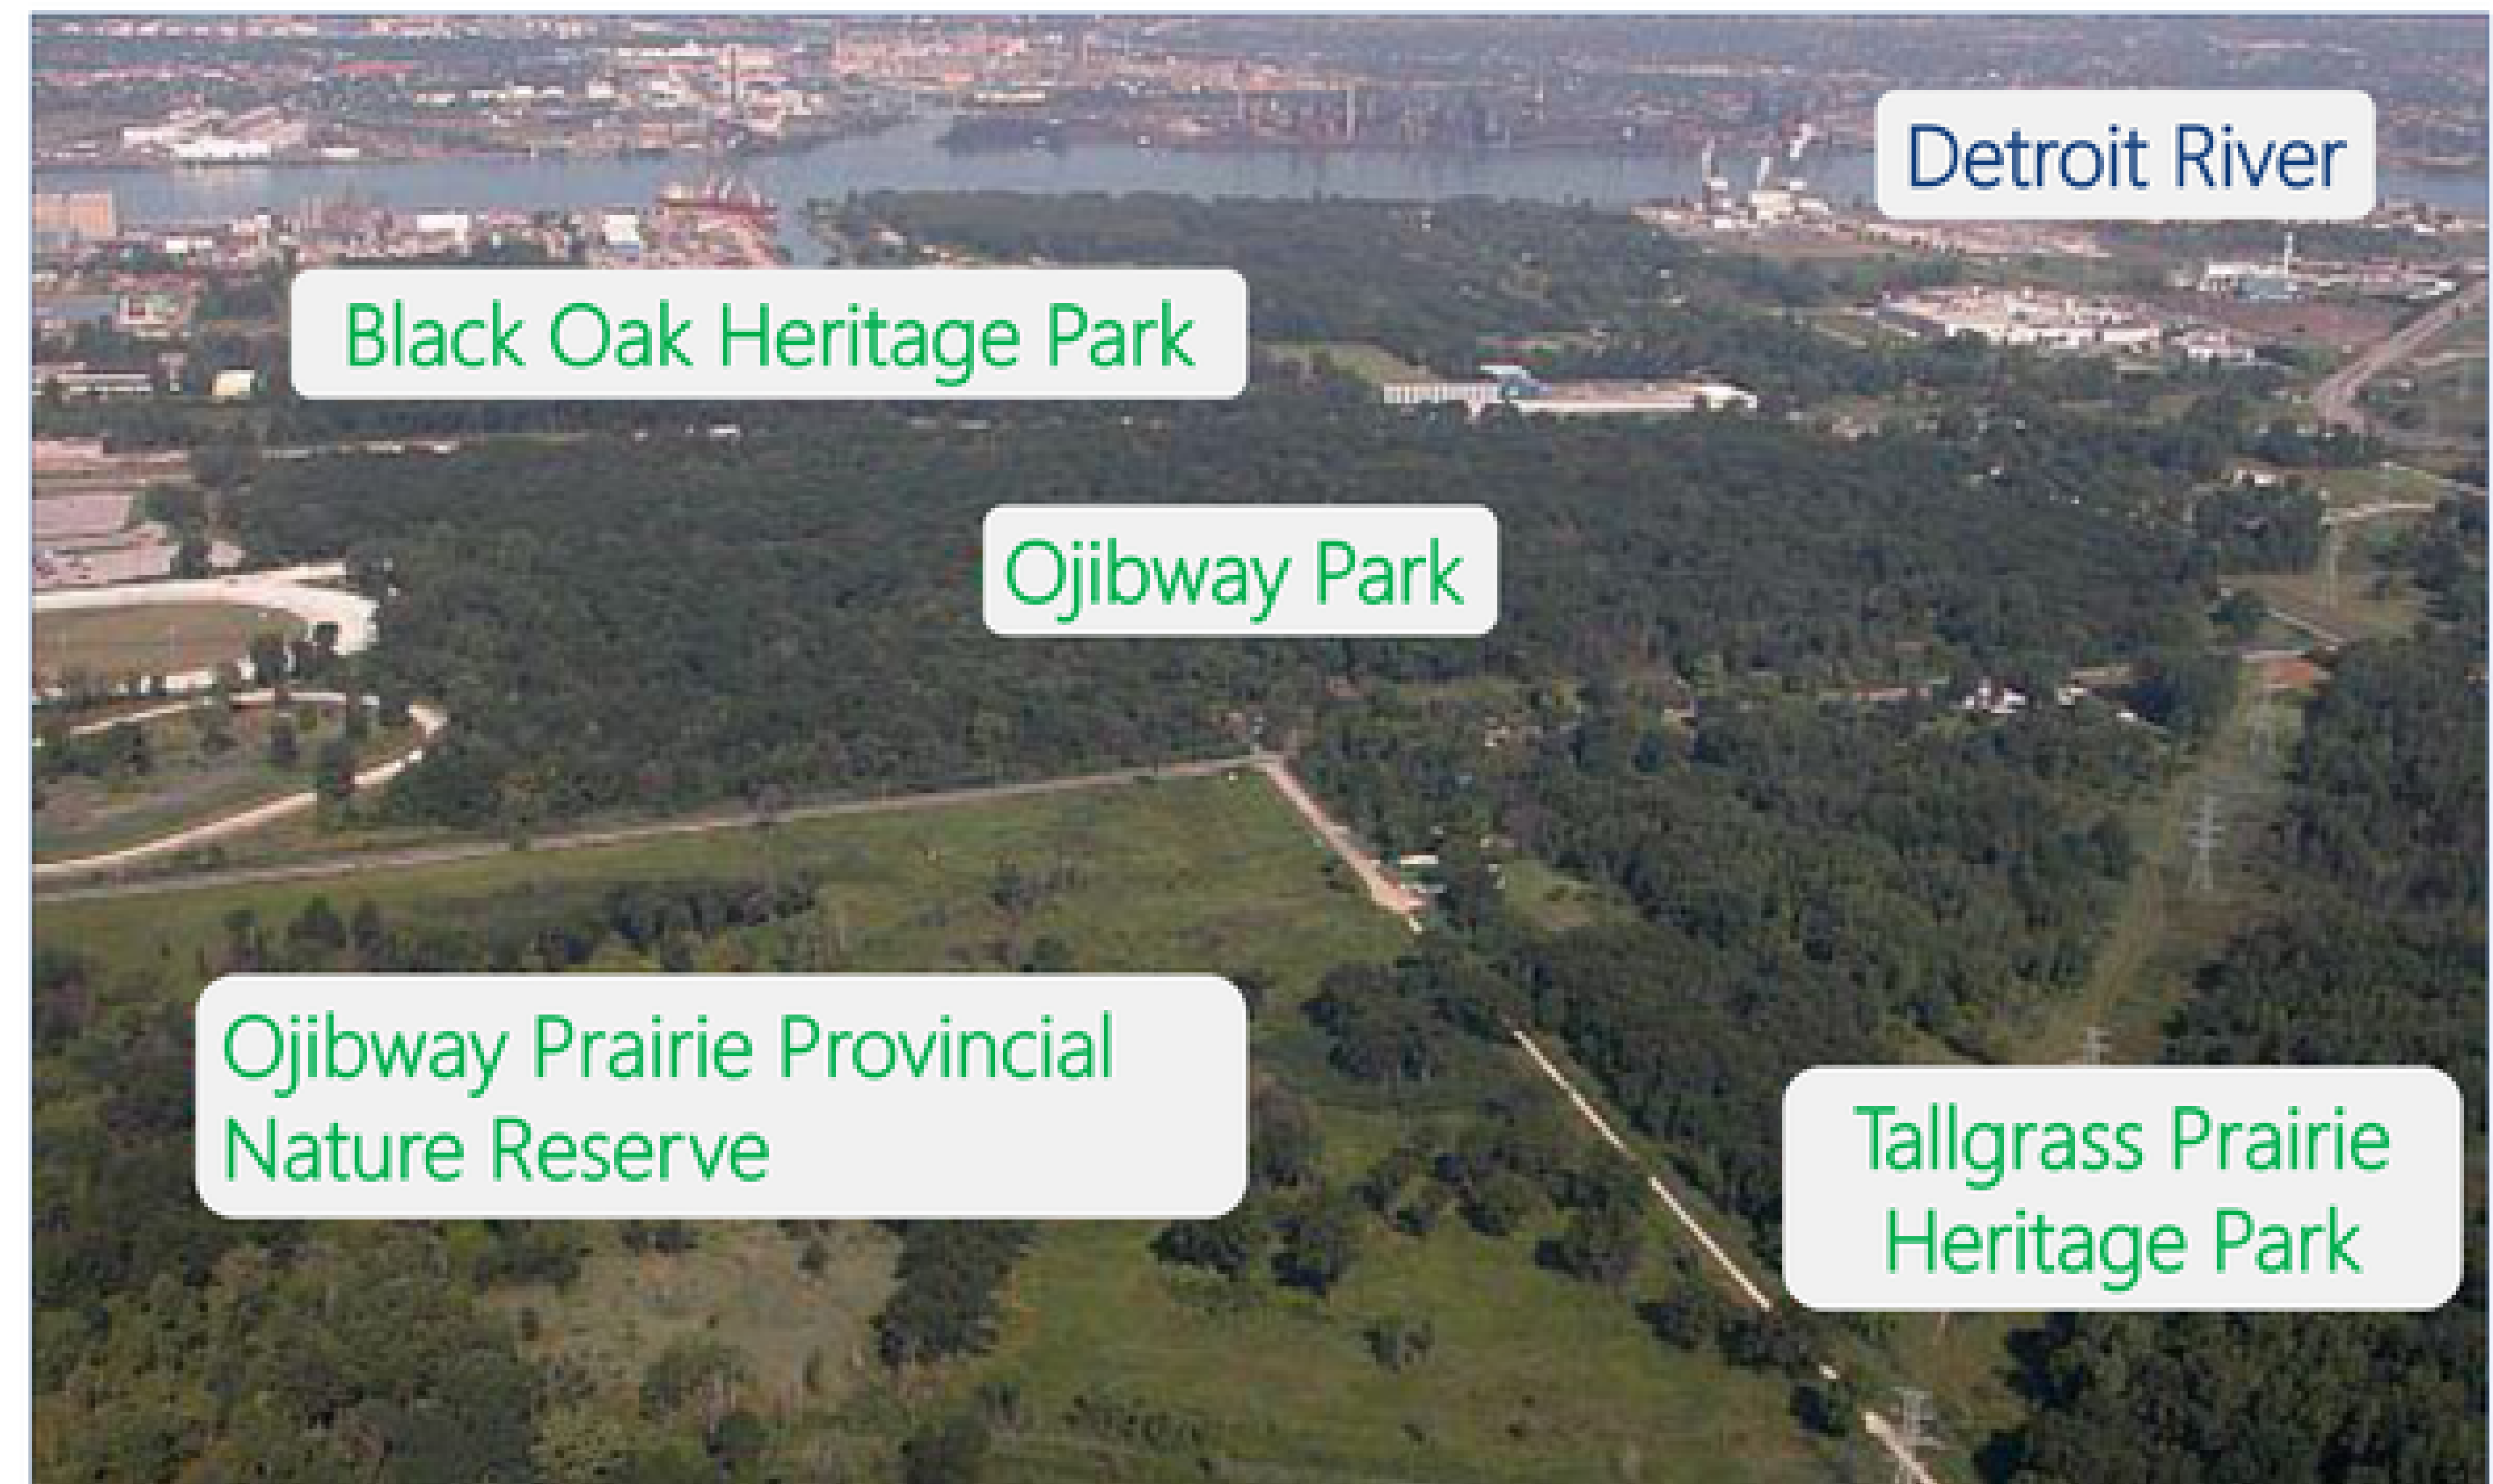 Detroit River
Black Oak Heritage Park
Ojibway Park
Ojibway Prairie Provincial
Nature Reserve
Tallgrass Prairie
Heritage Park